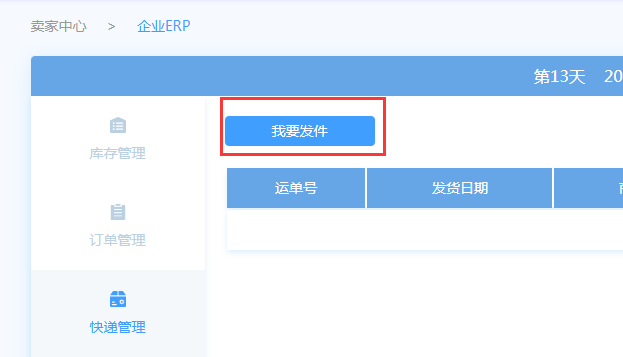 卖家中心 > 企业ERP
第13天 20
库存管理
我要发件
运单号 发货日期
订单管理
快递管理